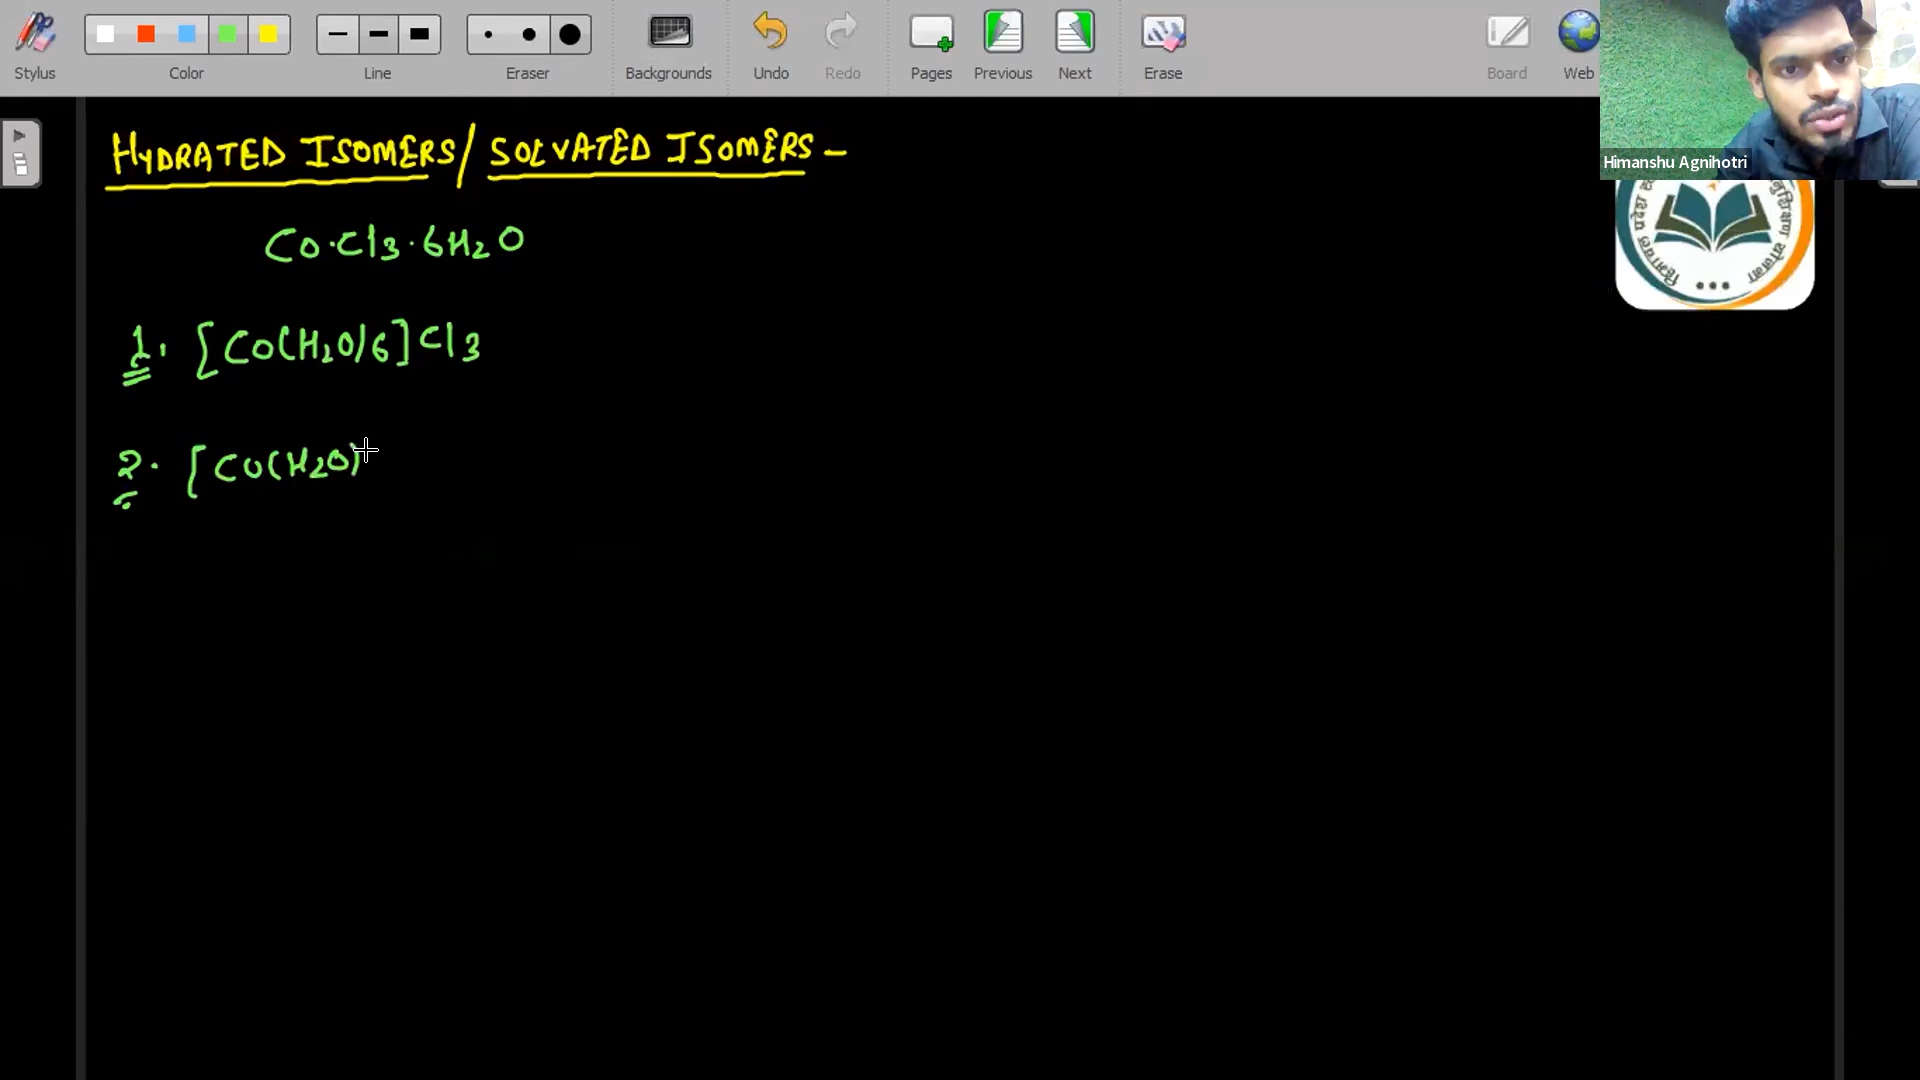 Stylus Color Line Eraser Backgrounds Undo Redo Pages Previous Next Erase Board Web
Himanshu Agnihotri
HYDRATED ISOMERS/SOLVATED ISOMERS -
Co·Cl3·6H2O
1. [Co(H2O)6]Cl3
2. [Co(H2O)